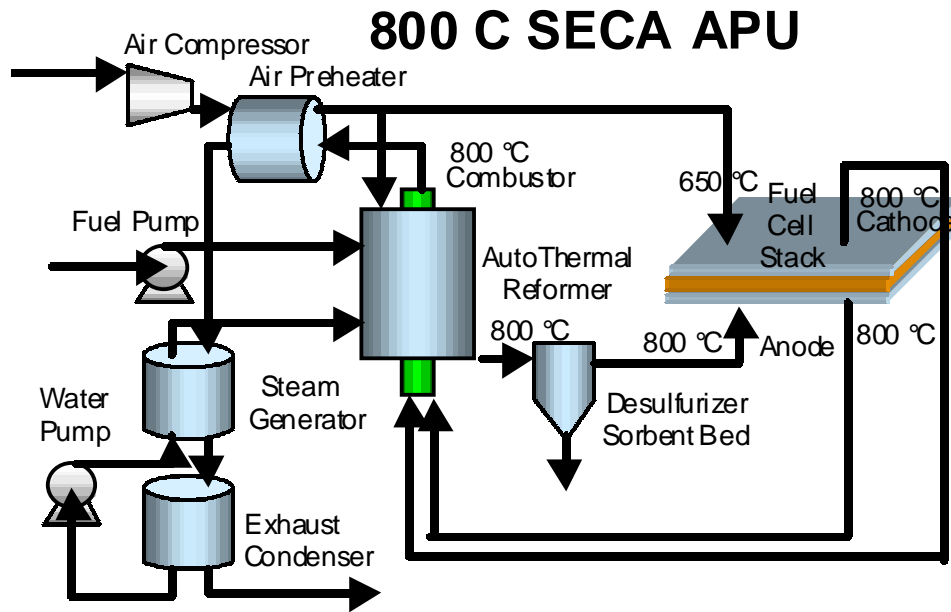 800 C SECA APU
Air Compressor
Air Preheater
800 °C
Combustor
650 °C
Fuel
Cell
Stack
800 °C
Cathode
Fuel Pump
AutoThermal
Reformer
800 °C
800 °C
Anode
800 °C
Water
Pump
Steam
Generator
Desulfurizer
Sorbent Bed
Exhaust
Condenser